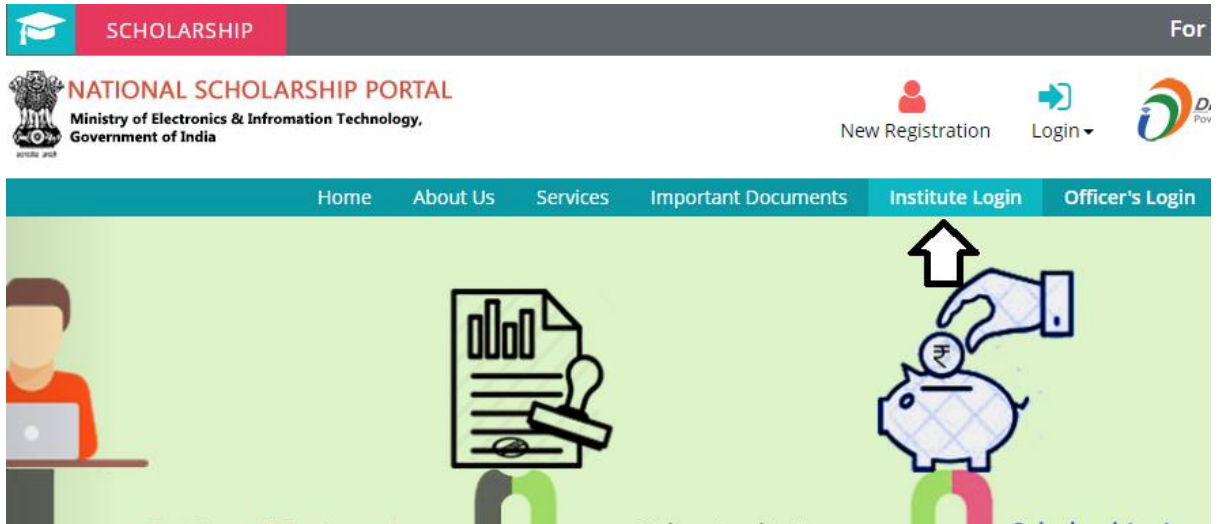 SCHOLARSHIP
For
NATIONAL SCHOLARSHIP PORTAL
Ministry of Electronics & Infromation Technology,
Government of India
New Registration
Login
Home About Us Services Important Documents Institute Login Officer's Login
₹